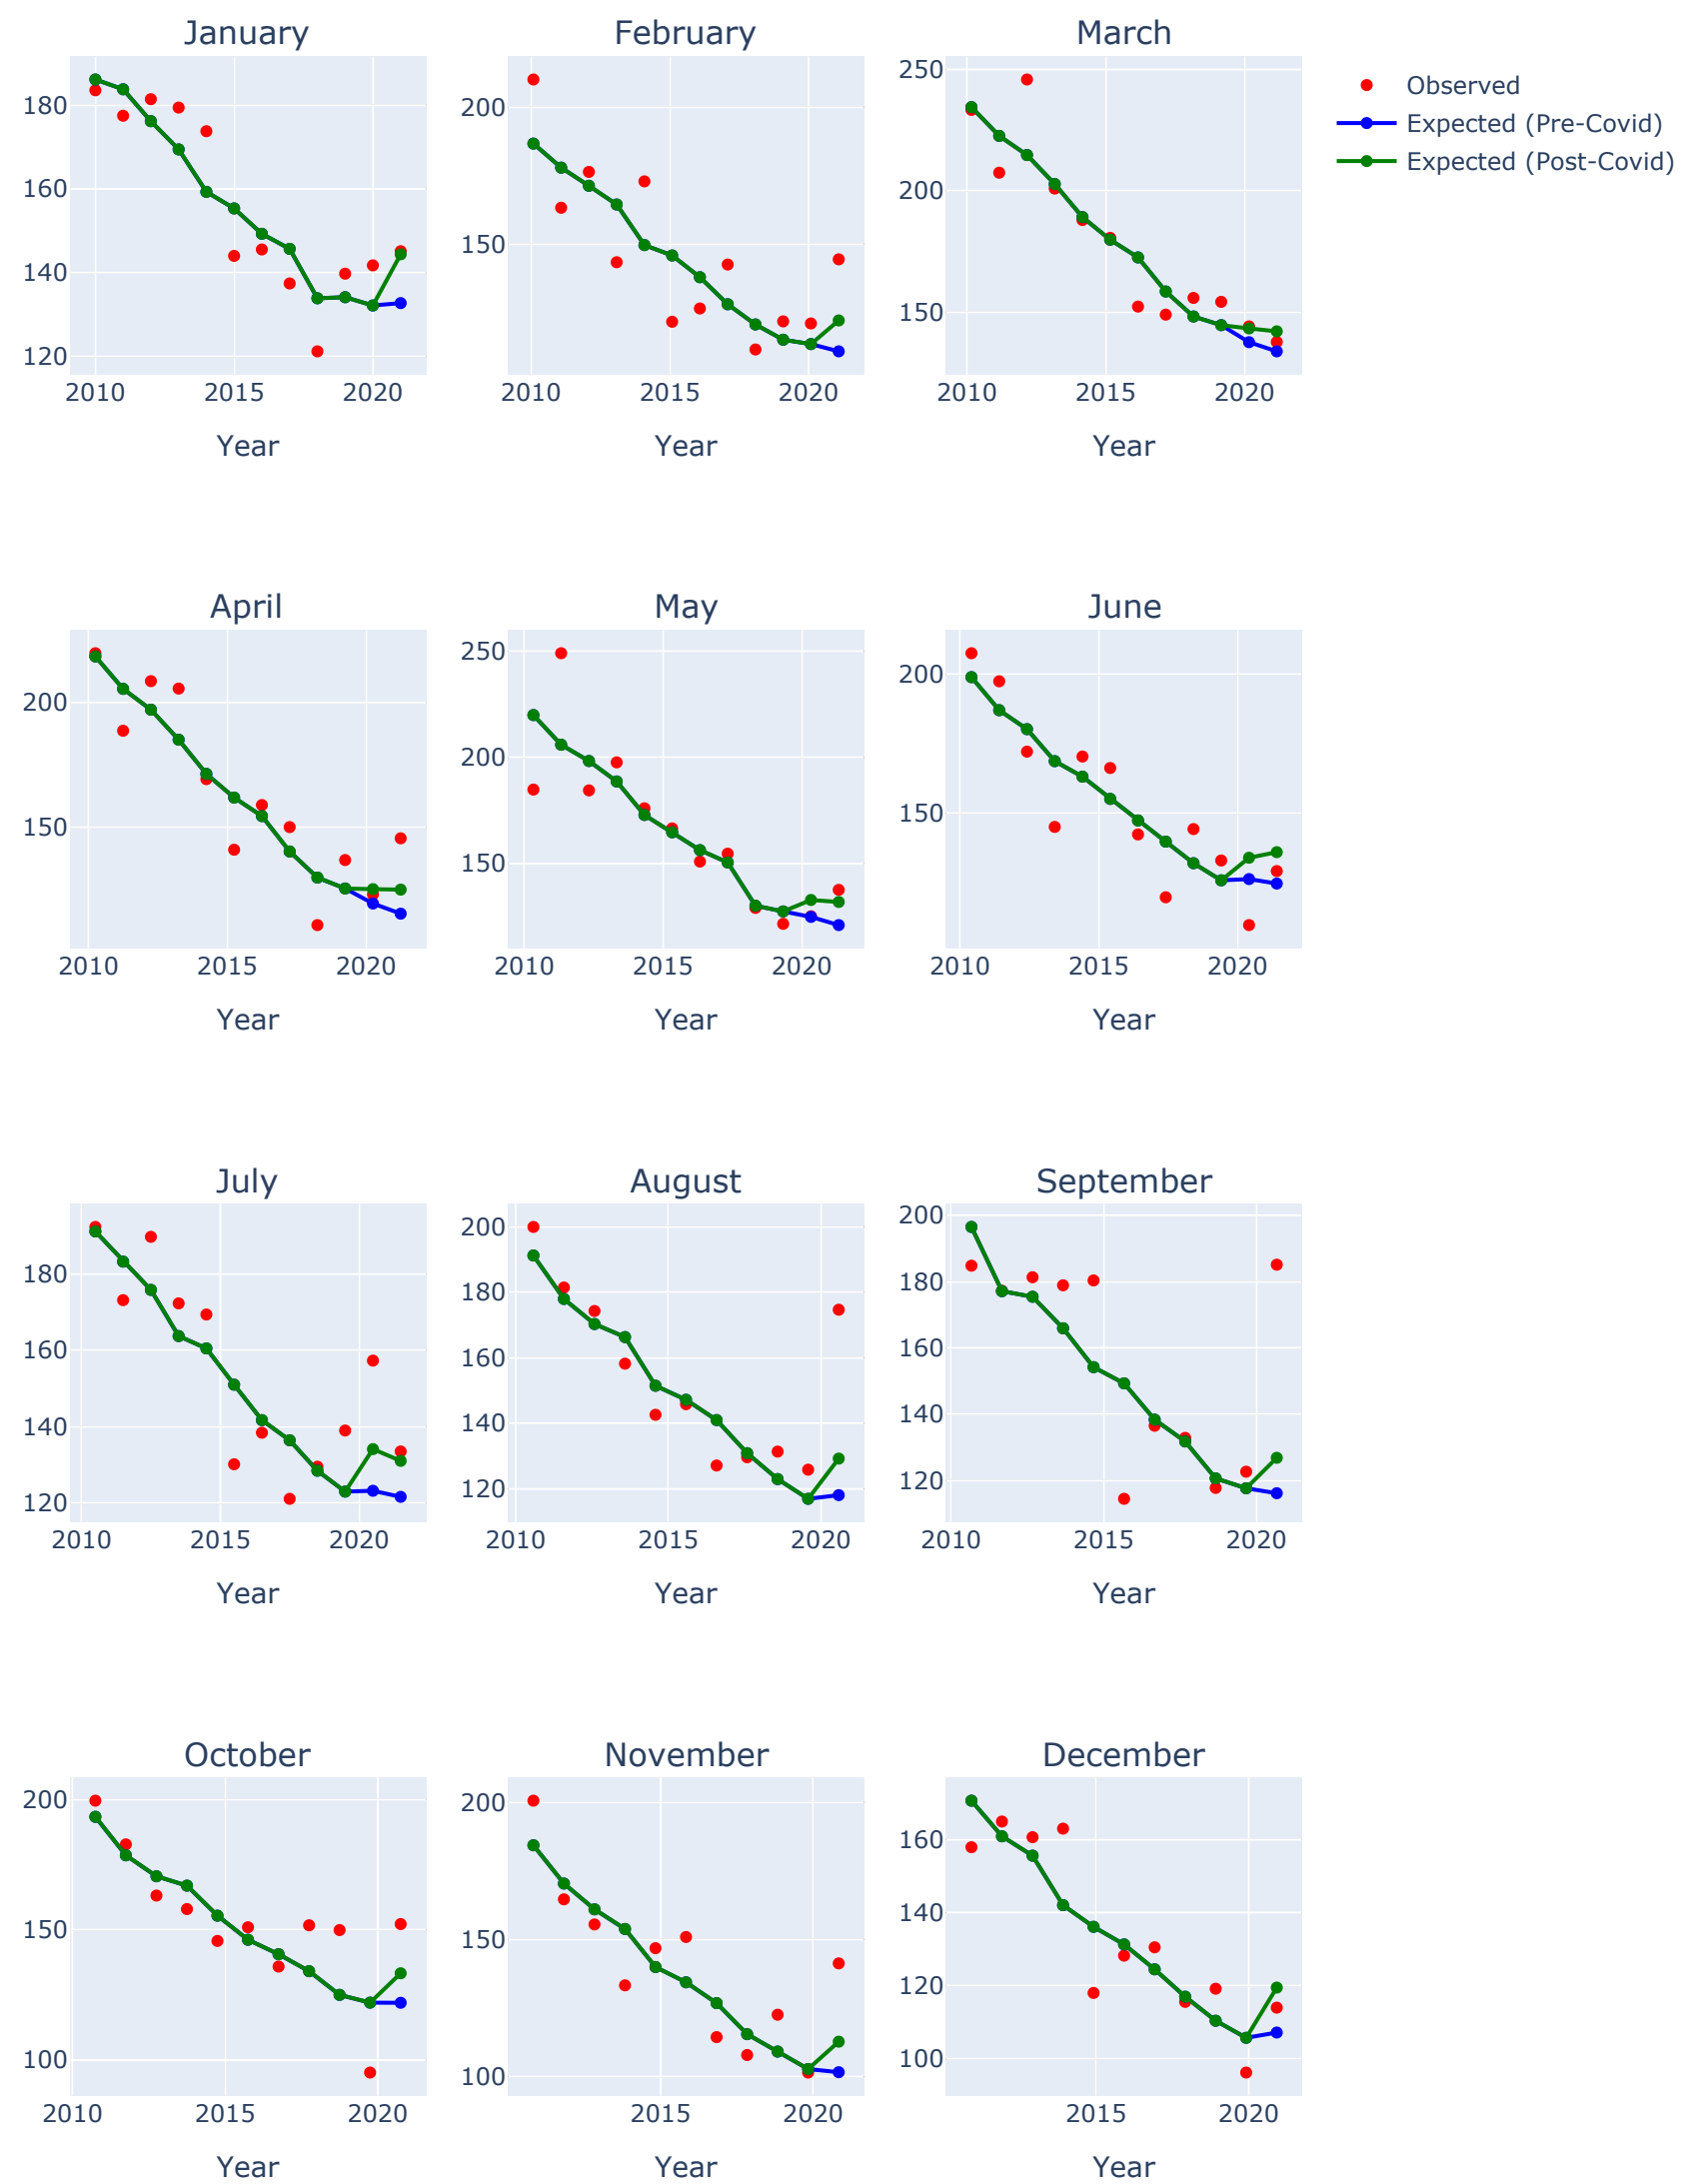 January
February
March
180
160
140
120
2010
2015
2020
Year
200
150
2010
2015
2020
Year
250
200
150
2010
2015
2020
Year
Observed
Expected (Pre-Covid)
Expected (Post-Covid)
April
May
June
200
150
2010
2015
2020
Year
250
200
150
2010
2015
2020
Year
200
150
2010
2015
2020
Year
July
August
September
180
160
140
120
2010
2015
2020
Year
200
180
160
140
120
2010
2015
2020
Year
200
180
160
140
120
2010
2015
2020
Year
October
November
December
200
150
100
2010
2015
2020
Year
200
150
100
2015
2020
Year
160
140
120
100
2015
2020
Year